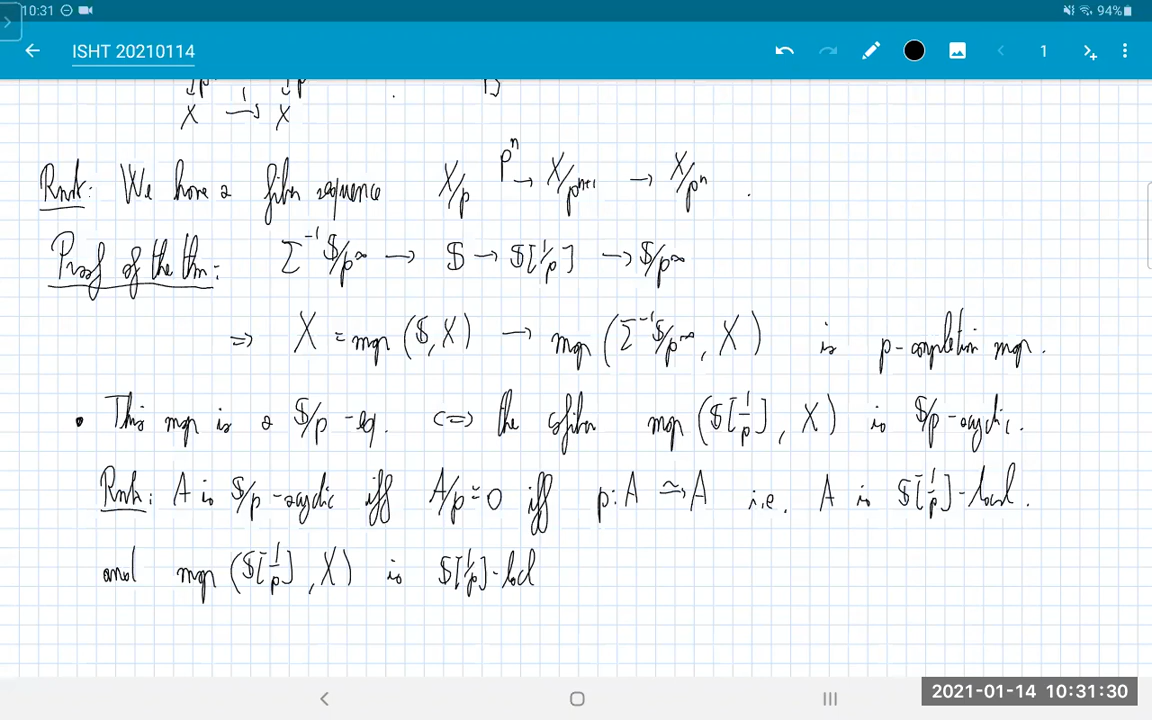 10:31
94%
ISHT 20210114
1
X →^1 X
Rmk: We have a fiber sequence X/p →^{p^n} X/p^{n+1} → X/p^n .
Proof of the thm: Σ^{-1} $/p^∞ → $ → $[1/p] → $/p^∞
=> X = map ($, X) → map (Σ^{-1} $/p^∞, X) is p-completion map.
• This map is a $/p-eq. <=> the cofiber map ($[1/p], X) is $/p-acyclic.
Rmk: A is $/p-acyclic iff A/p ≃ 0 iff p: A ≃→ A i.e. A is $[1/p]-local.
and map ($[1/p], X) is $[1/p]-local
2021-01-14 10:31:30